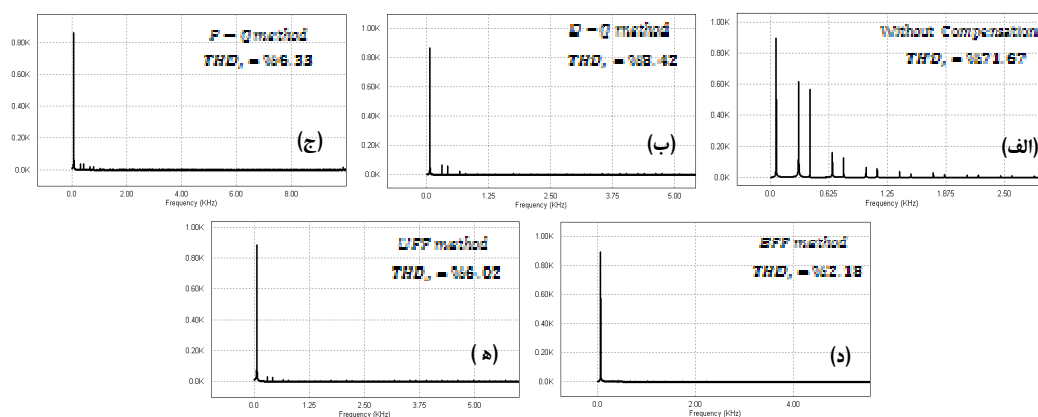 Without Compensation
THD = %71.67
(الف)
1.00K
0.80K
0.60K
0.40K
0.20K
0.0K
0.0 0.625 1.25 1.875 2.50
Frequency (KHz)
D – Q method
THD = %8.42
(ب)
1.00K
0.80K
0.60K
0.40K
0.20K
0.0K
0.0 1.25 2.50 3.75 5.00
Frequency (KHz)
P – Q method
THD = %6.33
(ج)
0.80K
0.60K
0.40K
0.20K
0.0K
0.0 2.00 4.00 6.00 8.00
Frequency (KHz)
BFF method
THD = %2.18
(د)
1.00K
0.80K
0.60K
0.40K
0.20K
0.0K
0.0 2.00 4.00
Frequency (KHz)
UFF method
THD = %6.02
(ه)
1.00K
0.80K
0.60K
0.40K
0.20K
0.0K
0.0 1.25 2.50 3.75 5.00
Frequency (KHz)